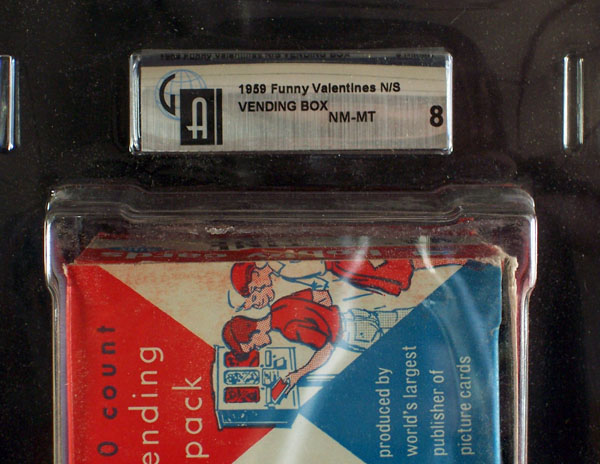 GAI
1959 Funny Valentines N/S
VENDING BOX
NM-MT
8
0 count
ending
pack
produced by
world's largest
publisher of
picture cards